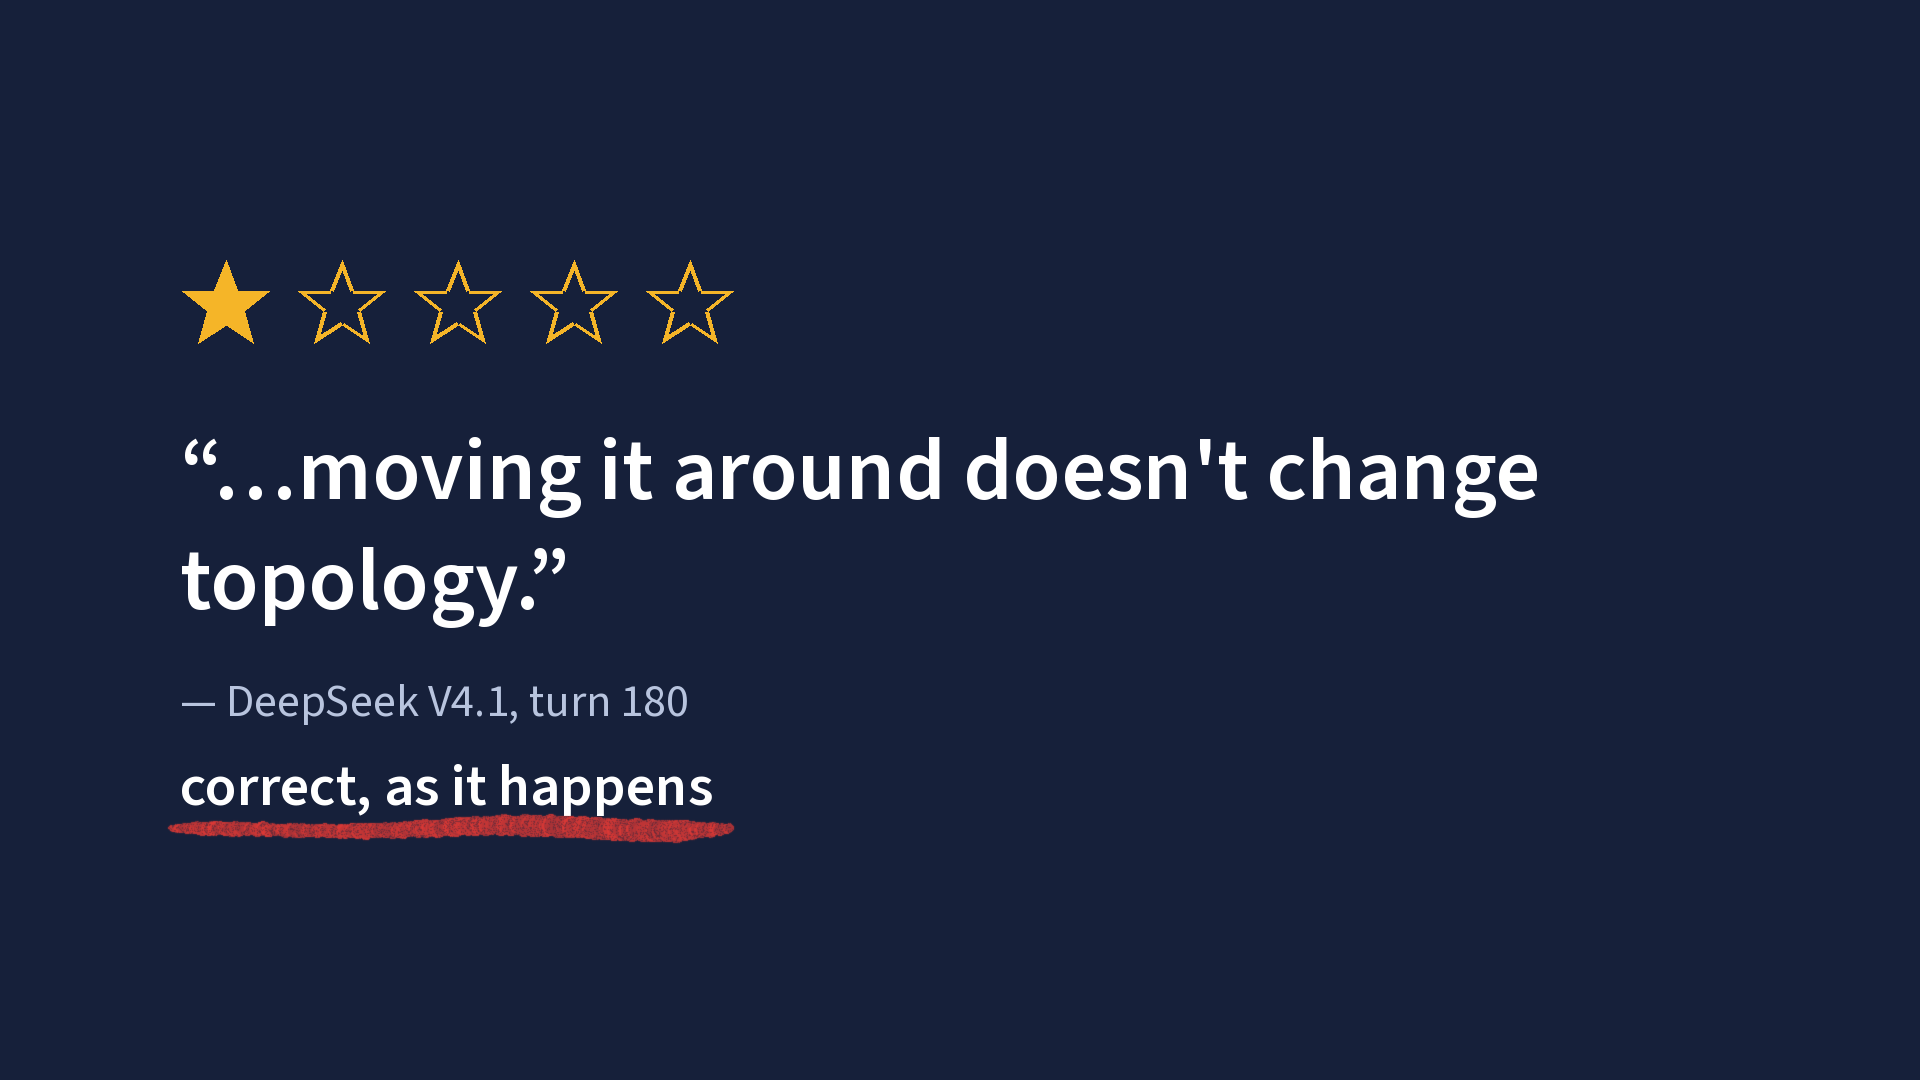 “…moving it around doesn't change
topology.”
— DeepSeek V4.1, turn 180
correct, as it happens